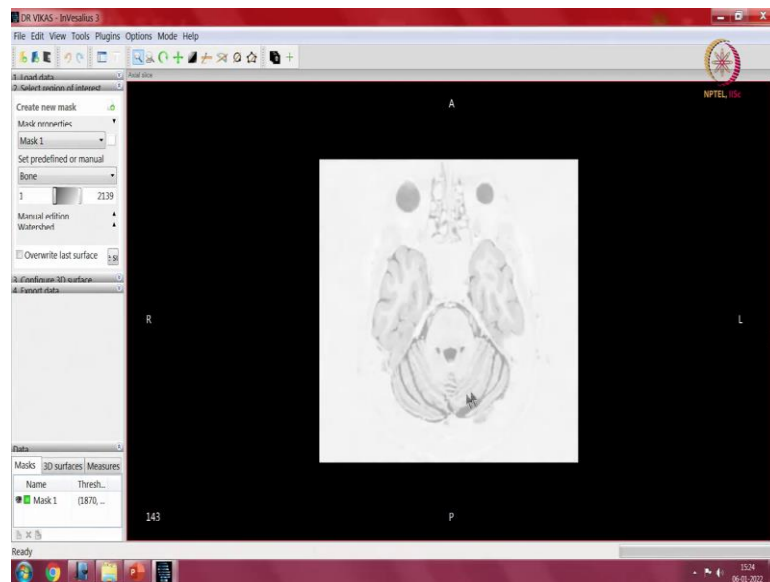 DR VIKAS - InVesalius 3
File Edit View Tools Plugins Options Mode Help
1. Load data
Axial slice
2. Select region of interest
NPTEL, IISc
Create new mask
A
Mask properties
Mask 1
Set predefined or manual
Bone
1 2139
Manual edition
Watershed
Overwrite last surface
3. Configure 3D surface
4. Export data
R
L
Data
Masks 3D surfaces Measures
Name Thresh...
Mask 1 (1870, ...
143
P
Ready
15:24
06-01-2022